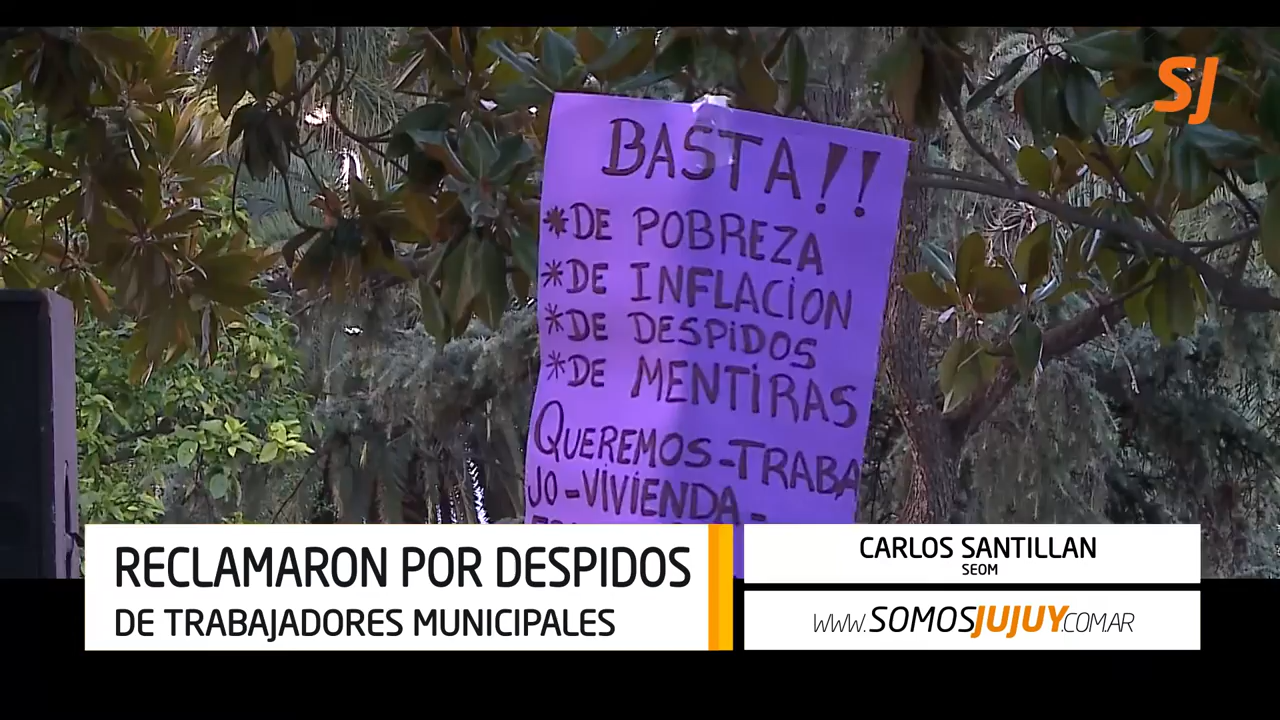 SJ
BASTA!!
*DE POBREZA
*DE INFLACION
*DE DESPIDOS
*DE MENTIRAS
QUEREMOS-TRABA
JO-VIVIENDA-
RECLAMARON POR DESPIDOS
DE TRABAJADORES MUNICIPALES
CARLOS SANTILLAN
SEOM
WWW.SOMOSJUJUY.COM.AR